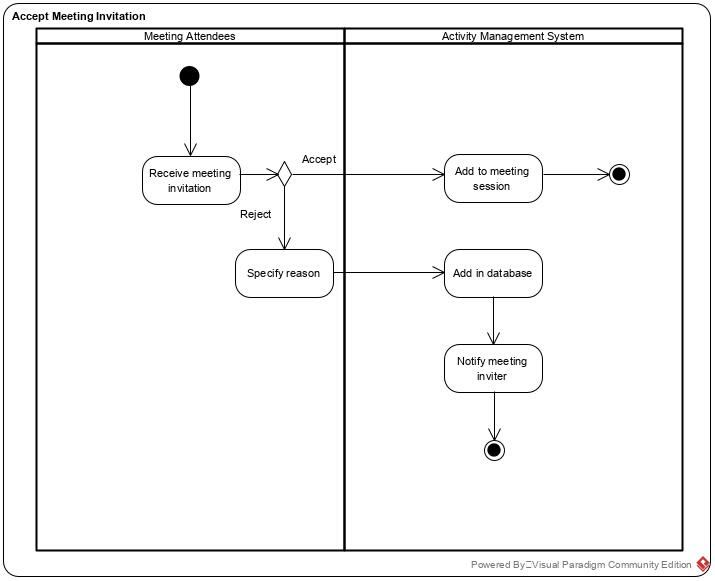 Accept Meeting Invitation
Meeting Attendees
Activity Management System
Receive meeting
invitation
Accept
Add to meeting
session
Reject
Specify reason
Add in database
Notify meeting
inviter
Powered By Visual Paradigm Community Edition